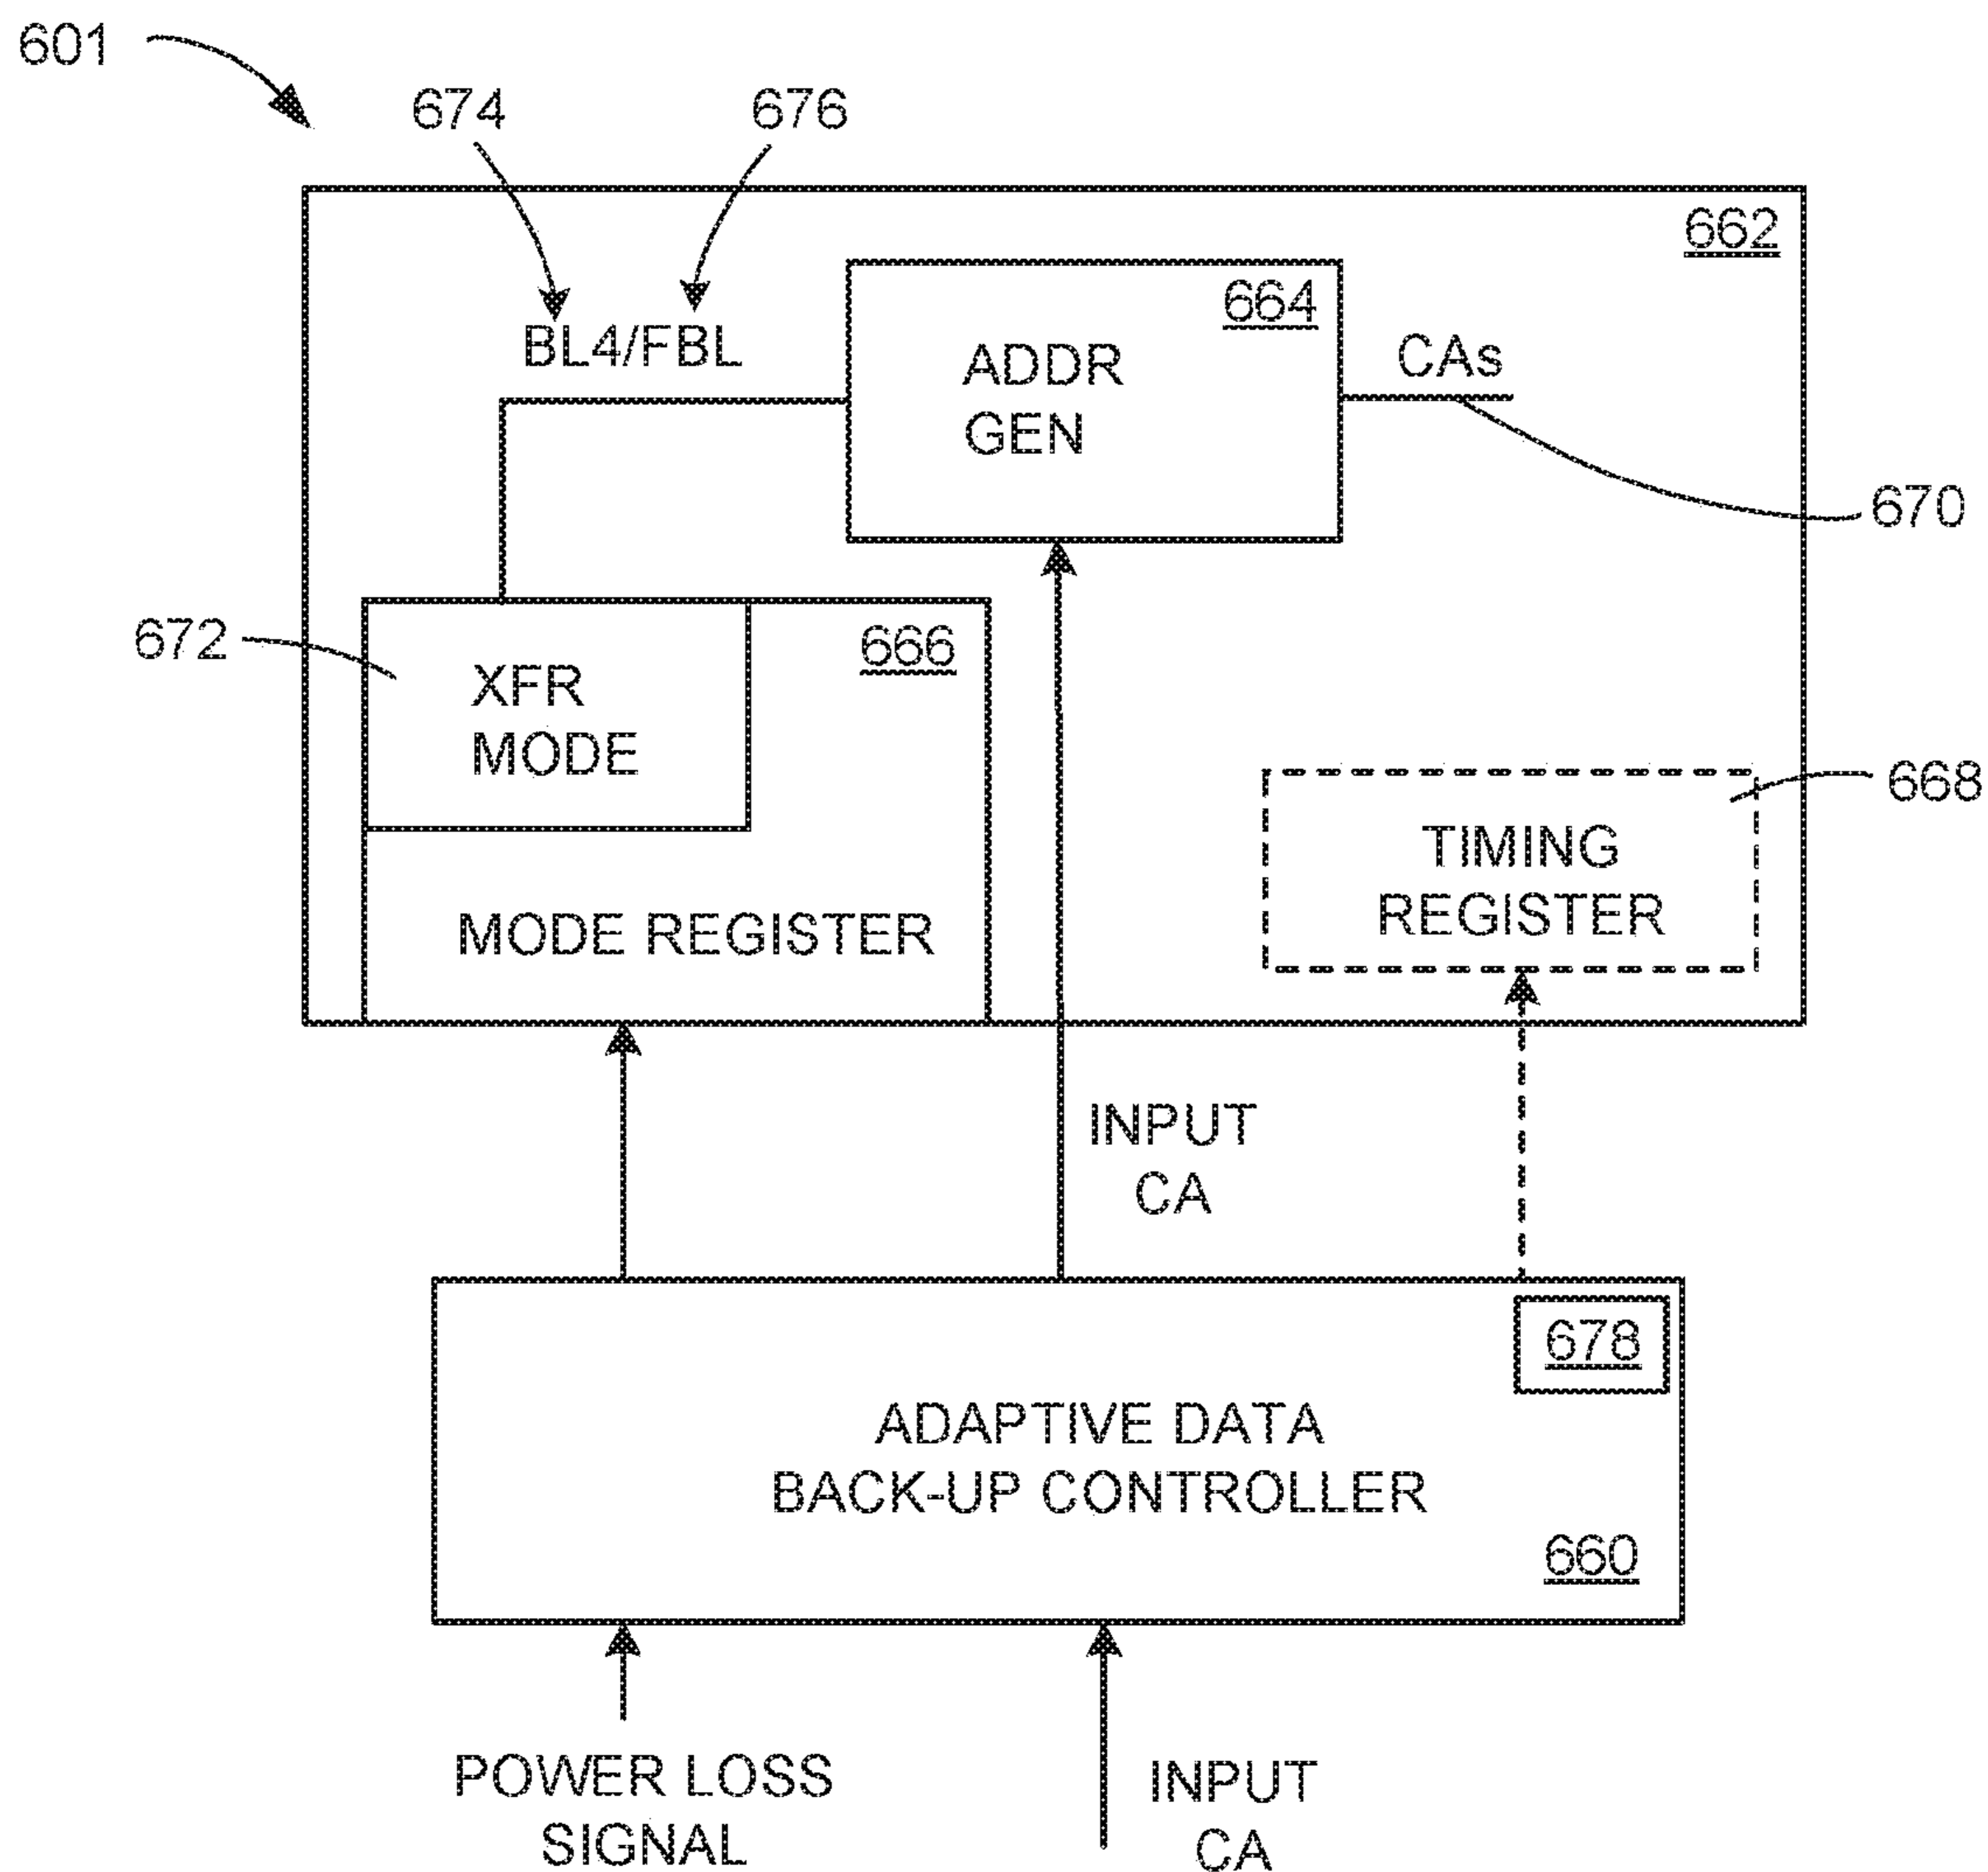 601
674
676
662
664
BL4/FBL
CAs
ADDR
GEN
670
672
666
XFR
MODE
668
TIMING
REGISTER
MODE REGISTER
INPUT
CA
678
ADAPTIVE DATA
BACK-UP CONTROLLER
660
POWER LOSS
SIGNAL
INPUT
CA